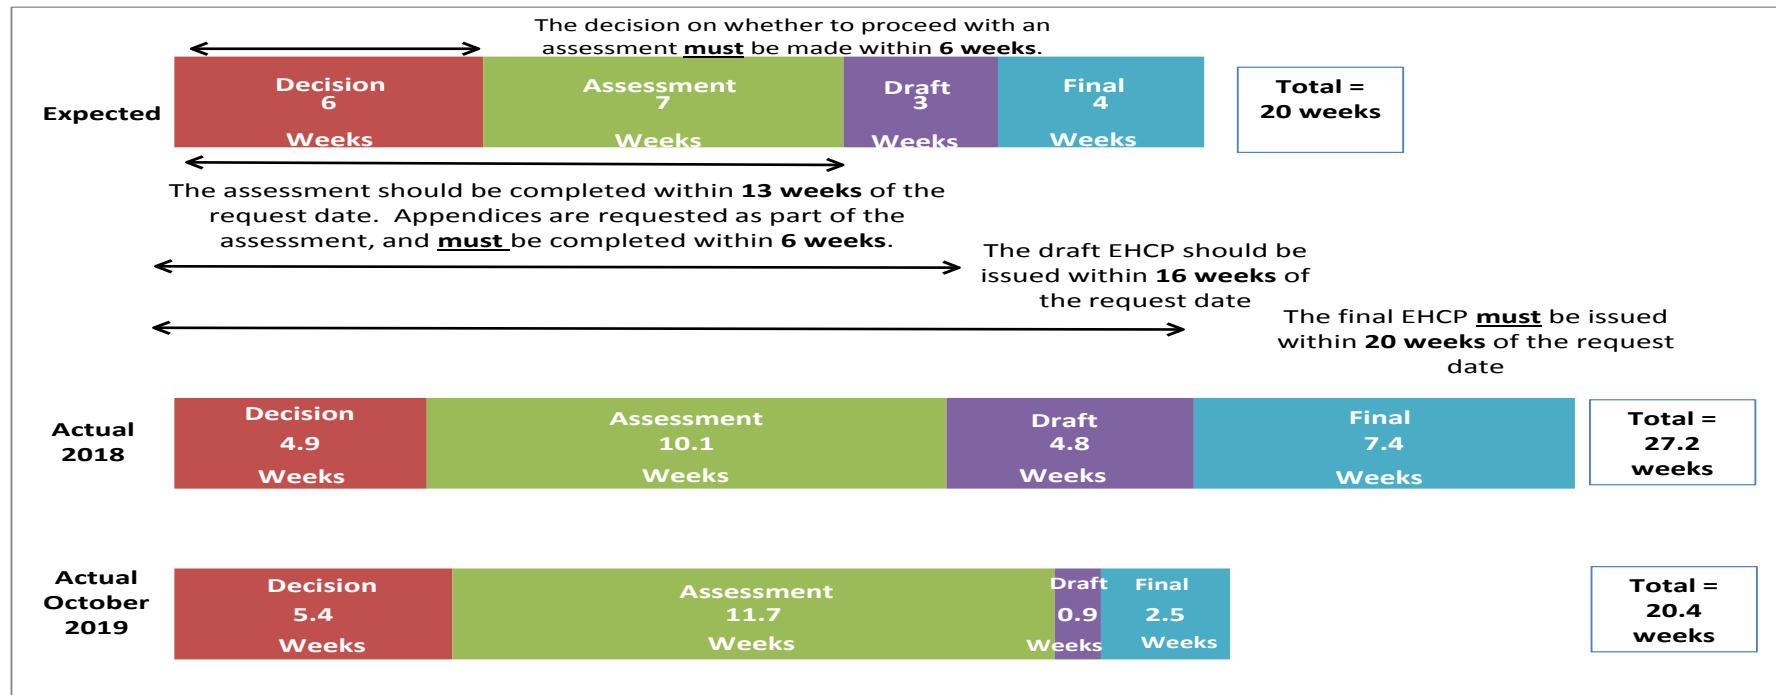 The decision on whether to proceed with an
assessment must be made within 6 weeks.
Expected
Decision
6
Weeks
Assessment
7
Weeks
Draft
3
Weeks
Final
4
Weeks
Total =
20 weeks
The assessment should be completed within 13 weeks of the
request date. Appendices are requested as part of the
assessment, and must be completed within 6 weeks.
The draft EHCP should be
issued within 16 weeks of
the request date
The final EHCP must be issued
within 20 weeks of the request
date
Actual
2018
Decision
4.9
Weeks
Assessment
10.1
Weeks
Draft
4.8
Weeks
Final
7.4
Weeks
Total =
27.2
weeks
Actual
October
2019
Decision
5.4
Weeks
Assessment
11.7
Weeks
Draft
0.9
Weeks
Final
2.5
Weeks
Total =
20.4
weeks